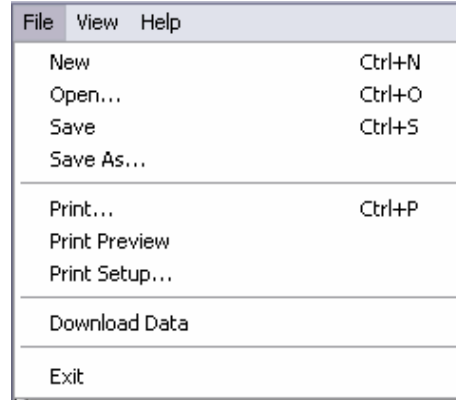 File View Help
New Ctrl+N
Open... Ctrl+O
Save Ctrl+S
Save As...
Print... Ctrl+P
Print Preview
Print Setup...
Download Data
Exit